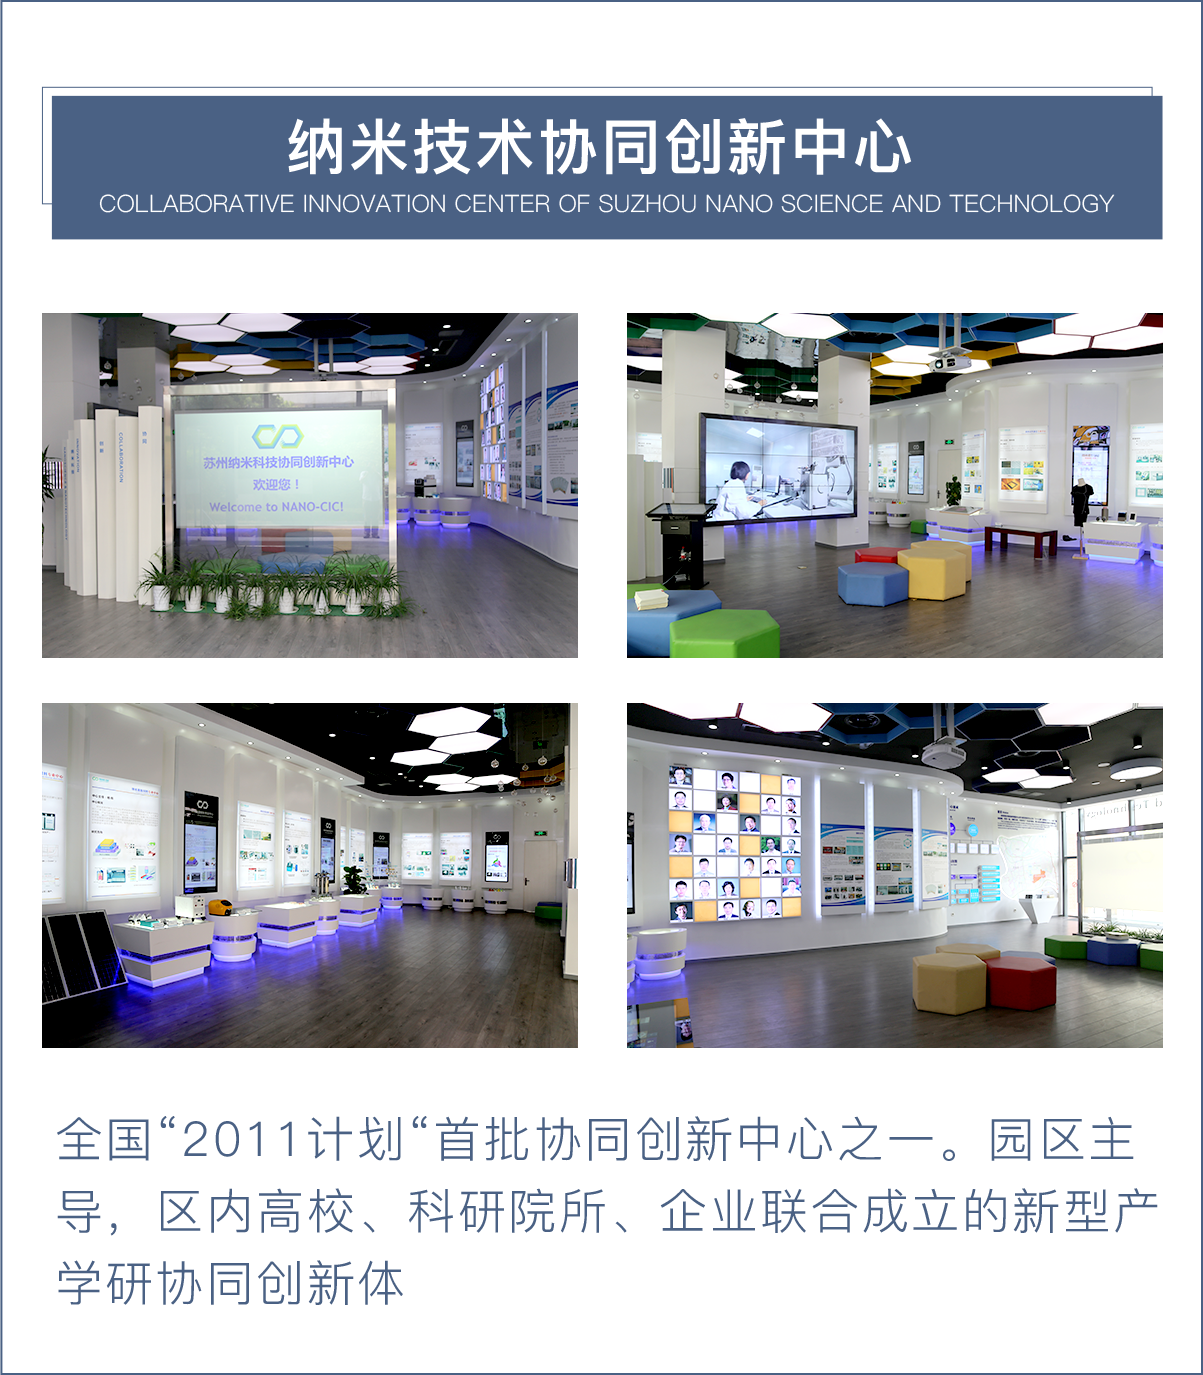 纳米技术协同创新中心
COLLABORATIVE INNOVATION CENTER OF SUZHOU NANO SCIENCE AND TECHNOLOGY
苏州纳米科技协同创新中心
欢迎您！
Welcome to NANO-CIC!
COLLABORATION
全国“2011计划“首批协同创新中心之一。园区主
导，区内高校、科研院所、企业联合成立的新型产
学研协同创新体